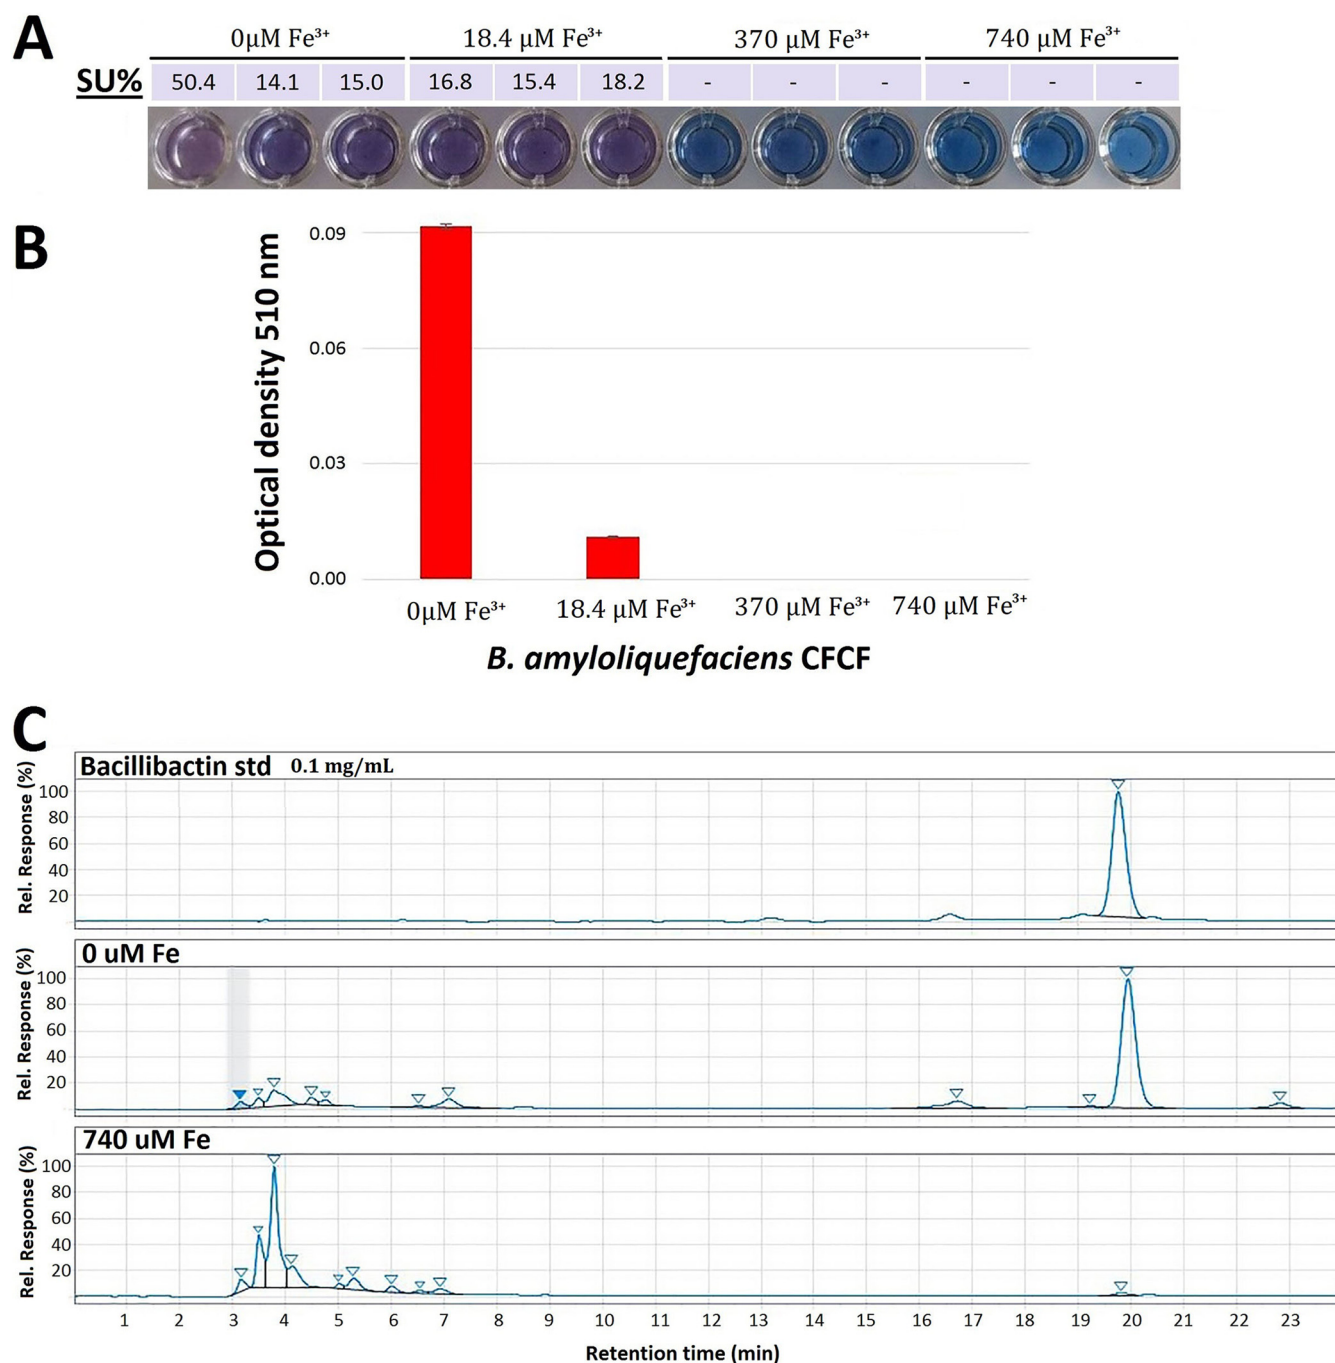 A
0μM Fe³⁺ 18.4 μM Fe³⁺ 370 μM Fe³⁺ 740 μM Fe³⁺
SU% 50.4 14.1 15.0 16.8 15.4 18.2 - - - - - -
B
Optical density 510 nm
0.09
0.06
0.03
0.00
0μM Fe³⁺ 18.4 μM Fe³⁺ 370 μM Fe³⁺ 740 μM Fe³⁺
B. amyloliquefaciens CFCF
C
Bacillibactin std 0.1 mg/mL
Rel. Response (%)
100
80
60
40
20
0 uM Fe
Rel. Response (%)
100
80
60
40
20
740 uM Fe
Rel. Response (%)
100
80
60
40
20
1 2 3 4 5 6 7 8 9 10 11 12 13 14 15 16 17 18 19 20 21 22 23
Retention time (min)